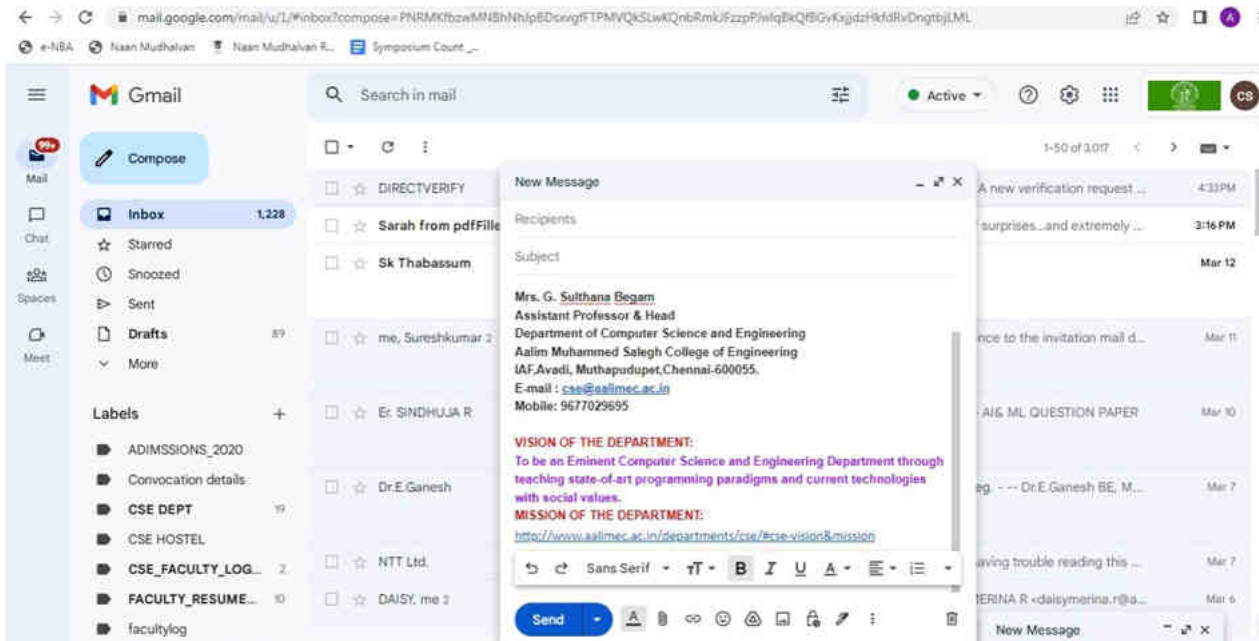 mail.google.com/mail/u/1/#inbox?compose=
e-NBA Naan Mudhalvan Naan Mudhalvan R... Symposium Count _...
Gmail
Search in mail
Active
CS
99+
Mail
Chat
Spaces
Meet
Compose
Inbox 1,228
Starred
Snoozed
Sent
Drafts 89
More
Labels +
ADIMSSIONS_2020
Convocation details
CSE DEPT 19
CSE HOSTEL
CSE_FACULTY_LOG... 2
FACULTY_RESUME... 10
facultylog
1-50 of 3,017
DIRECTVERIFY A new verification request ... 4:33 PM
Sarah from pdfFille surprises...and extremely ... 3:16 PM
Sk Thabassum Mar 12
me, Sureshkumar 2 nce to the invitation mail d... Mar 11
Er. SINDHUJA R AI& ML QUESTION PAPER Mar 10
Dr.E.Ganesh eg. - -- Dr.E.Ganesh BE, M... Mar 7
NTT Ltd. aving trouble reading this ... Mar 7
DAISY, me 2 MERINA R <daisymerina.r@a... Mar 6
New Message
Recipients
Subject
Mrs. G. Sulthana Begam
Assistant Professor & Head
Department of Computer Science and Engineering
Aalim Muhammed Salegh College of Engineering
IAF,Avadi, Muthapudupet,Chennai-600055.
E-mail : cse@aalimec.ac.in
Mobile: 9677029695
VISION OF THE DEPARTMENT:
To be an Eminent Computer Science and Engineering Department through
teaching state-of-art programming paradigms and current technologies
with social values.
MISSION OF THE DEPARTMENT:
http://www.aalimec.ac.in/departments/cse/#cse-vision&mission
Sans Serif B I U A
Send A
New Message